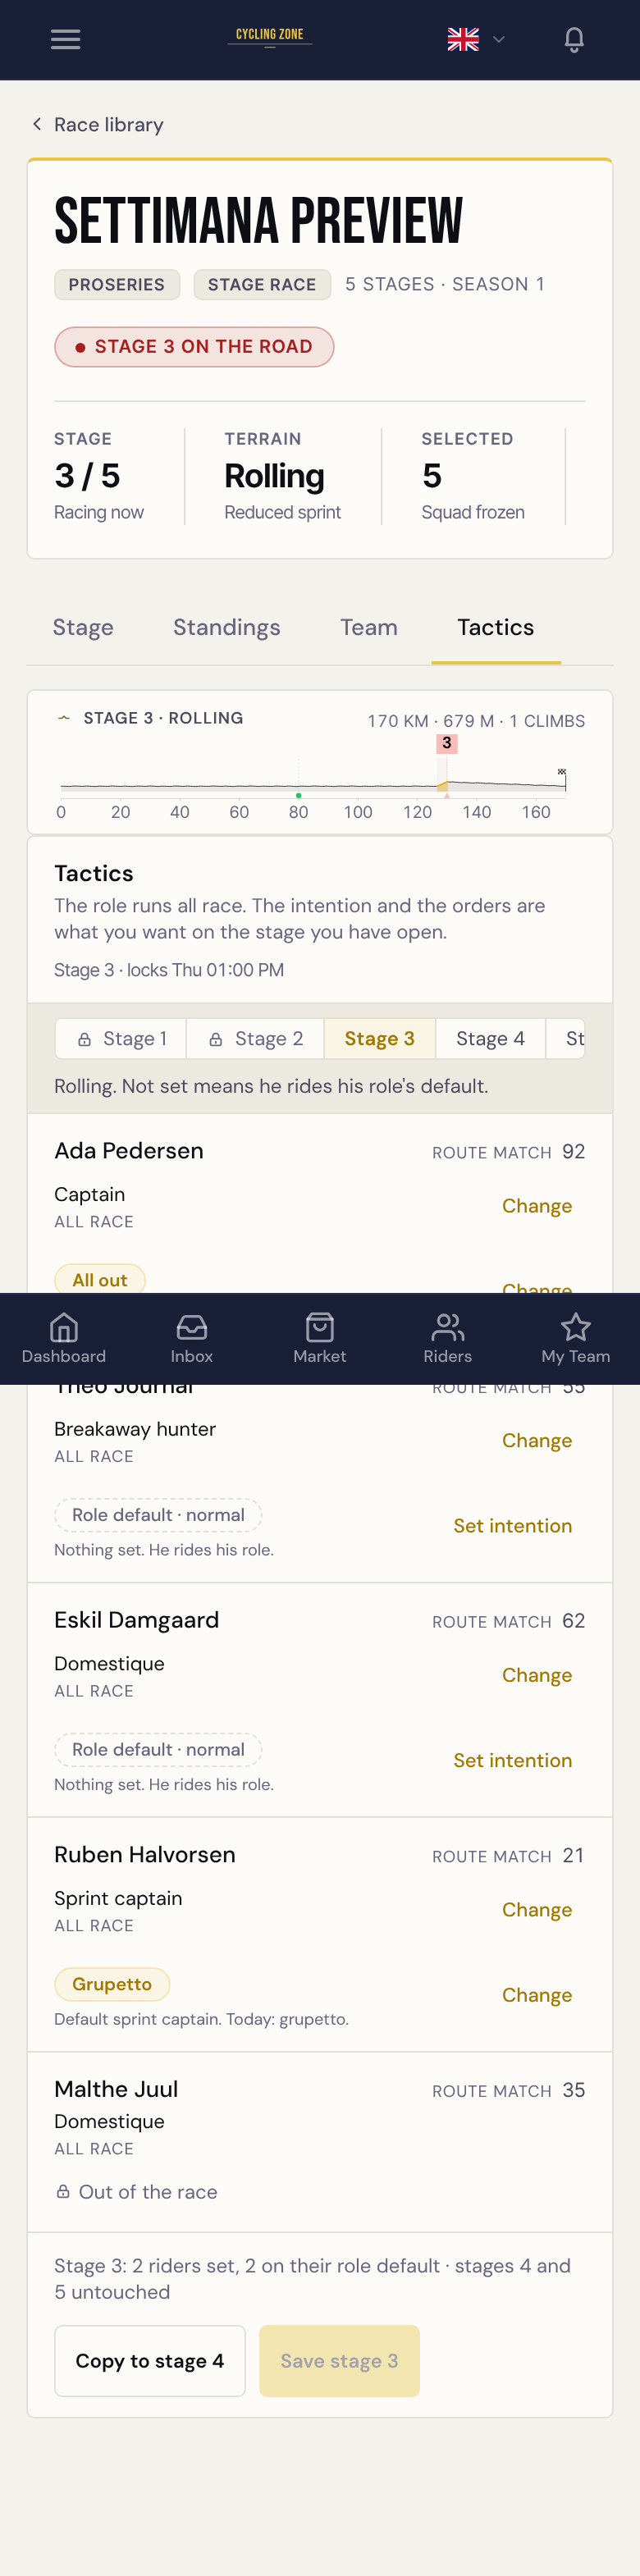 CYCLING ZONE
Race library
SETTIMANA PREVIEW
PROSERIES STAGE RACE 5 STAGES · SEASON 1
STAGE 3 ON THE ROAD
STAGE TERRAIN SELECTED
3 / 5 Rolling 5
Racing now Reduced sprint Squad frozen
Stage Standings Team Tactics
STAGE 3 · ROLLING 170 KM · 679 M · 1 CLIMBS
3
0 20 40 60 80 100 120 140 160
Tactics
The role runs all race. The intention and the orders are
what you want on the stage you have open.
Stage 3 · locks Thu 01:00 PM
Stage 1 Stage 2 Stage 3 Stage 4 St
Rolling. Not set means he rides his role's default.
Ada Pedersen ROUTE MATCH 92
Captain
ALL RACE
Change
All out
Change
Dashboard Inbox Market Riders My Team
Theo Journal ROUTE MATCH 55
Breakaway hunter
ALL RACE
Change
Role default · normal
Set intention
Nothing set. He rides his role.
Eskil Damgaard ROUTE MATCH 62
Domestique
ALL RACE
Change
Role default · normal
Set intention
Nothing set. He rides his role.
Ruben Halvorsen ROUTE MATCH 21
Sprint captain
ALL RACE
Change
Grupetto
Change
Default sprint captain. Today: grupetto.
Malthe Juul ROUTE MATCH 35
Domestique
ALL RACE
Out of the race
Stage 3: 2 riders set, 2 on their role default · stages 4 and
5 untouched
Copy to stage 4 Save stage 3